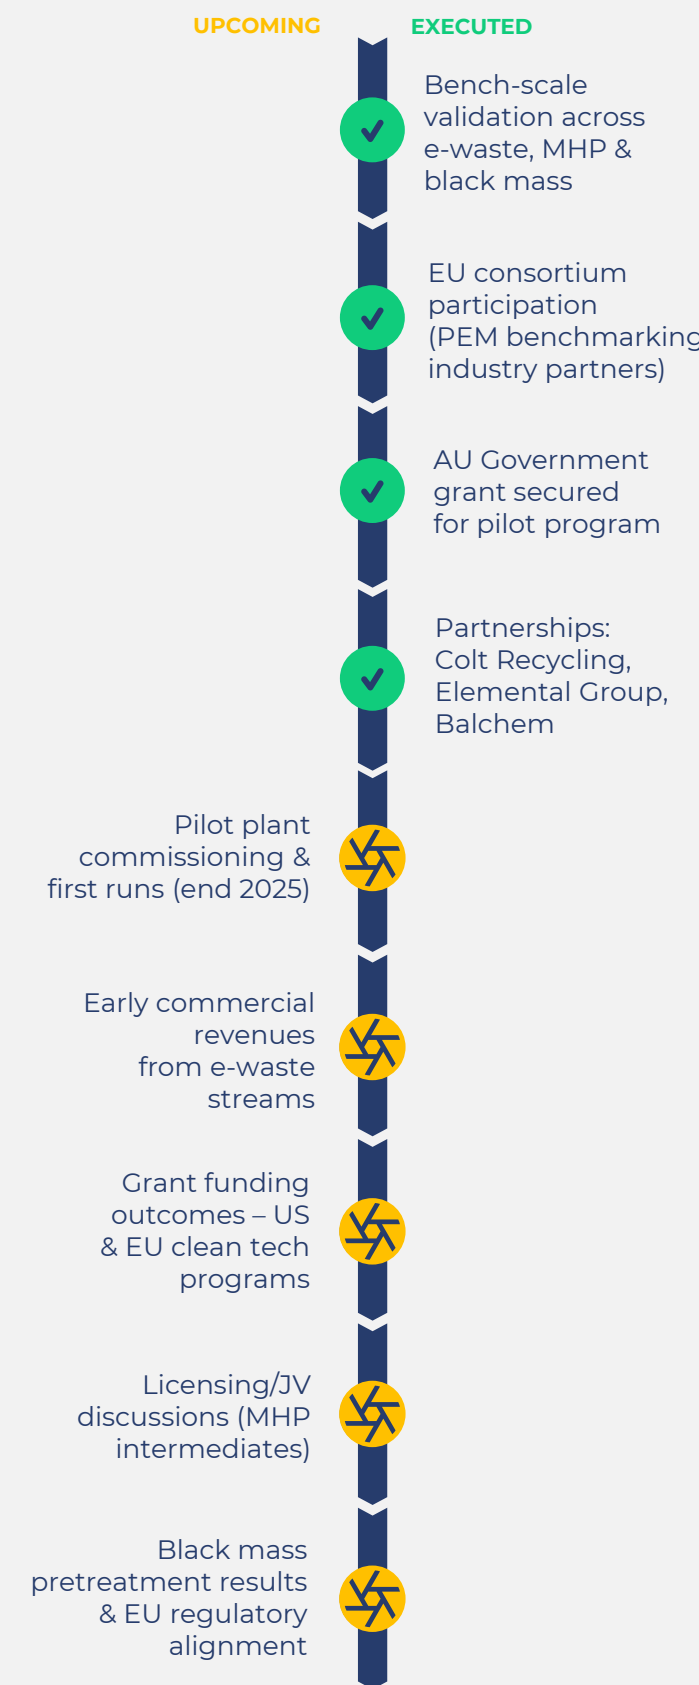 UPCOMING
EXECUTED
Bench-scale
validation across
e-waste, MHP &
black mass
EU consortium
participation
(PEM benchmarking
industry partners)
AU Government
grant secured
for pilot program
Partnerships:
Colt Recycling,
Elemental Group,
Balchem
Pilot plant
commissioning &
first runs (end 2025)
Early commercial
revenues
from e-waste
streams
Grant funding
outcomes – US
& EU clean tech
programs
Licensing/JV
discussions (MHP
intermediates)
Black mass
pretreatment results
& EU regulatory
alignment